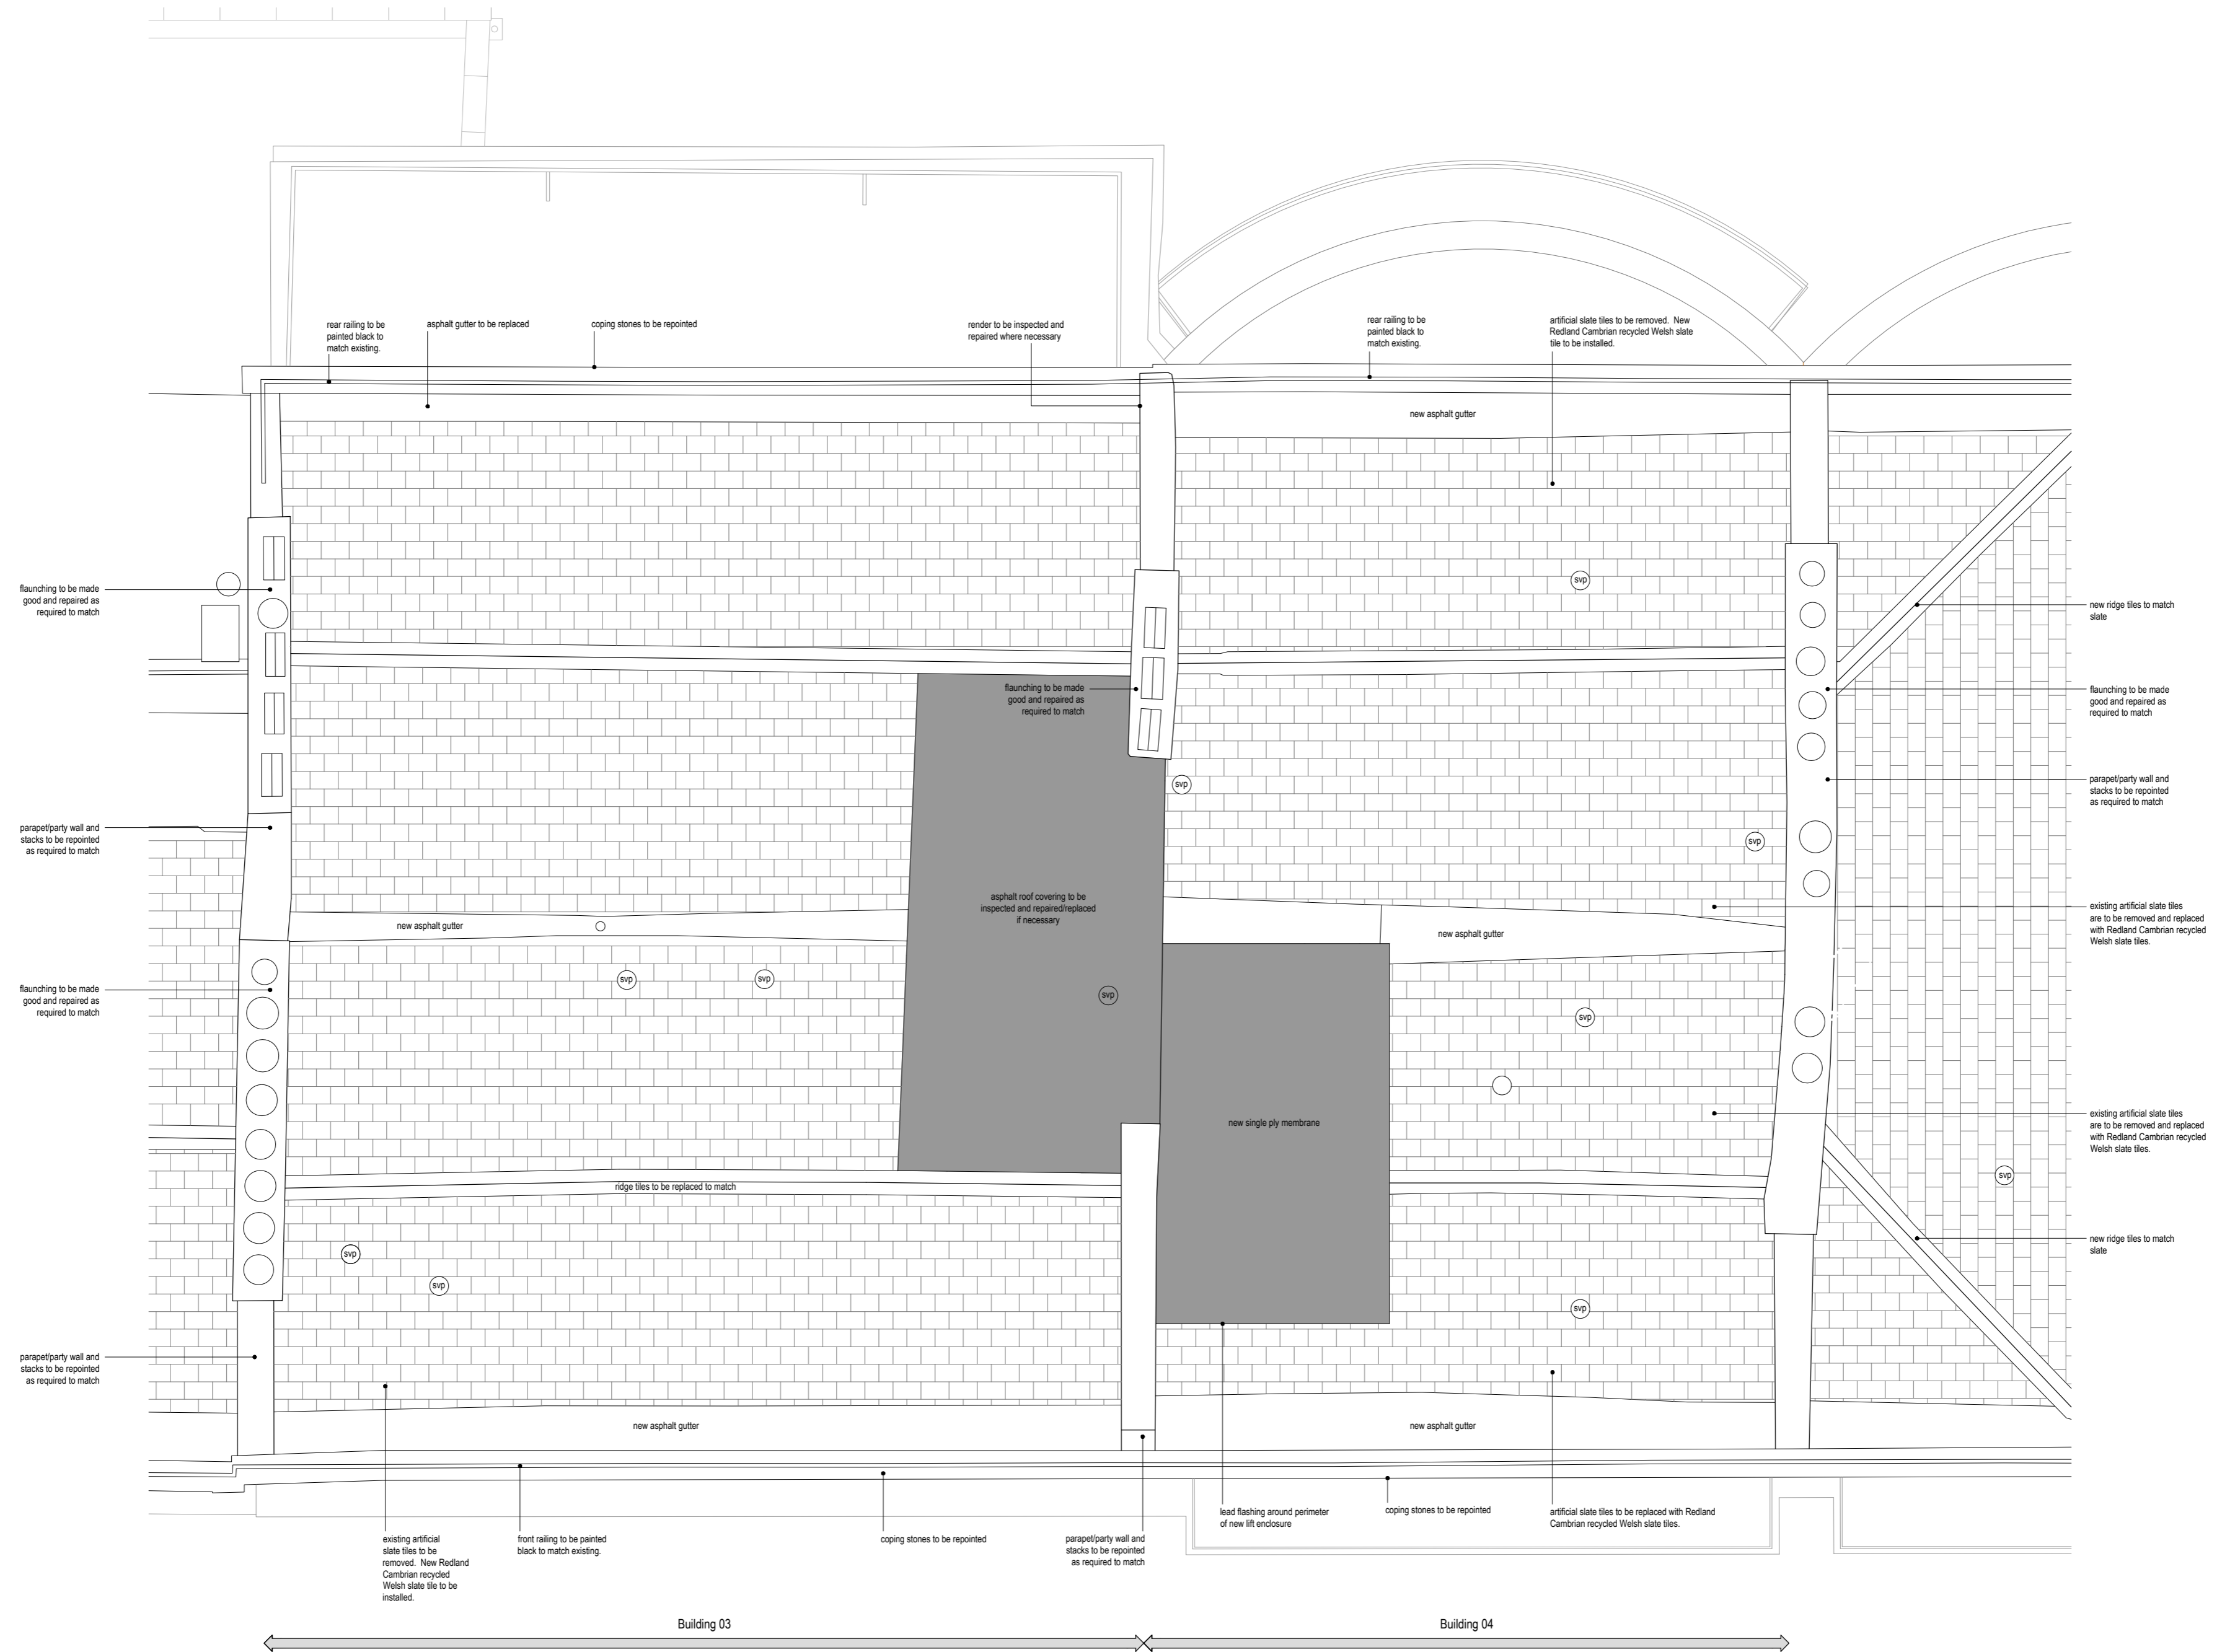 rear railing to be
painted black to
match existing.
asphalt gutter to be replaced
coping stones to be repointed
render to be inspected and
repaired where necessary
rear railing to be
painted black to
match existing.
artificial slate tiles to be removed. New
Redland Cambrian recycled Welsh slate
tile to be installed.
new asphalt gutter
svp
flaunching to be made
good and repaired as
required to match
new ridge tiles to match
slate
flaunching to be made
good and repaired as
required to match
flaunching to be made
good and repaired as
required to match
svp
parapet/party wall and
stacks to be repointed
as required to match
parapet/party wall and
stacks to be repointed
as required to match
svp
asphalt roof covering to be
inspected and repaired/replaced
if necessary
existing artificial slate tiles
are to be removed and replaced
with Redland Cambrian recycled
Welsh slate tiles.
new asphalt gutter
new asphalt gutter
svp
svp
svp
flaunching to be made
good and repaired as
required to match
svp
new single ply membrane
existing artificial slate tiles
are to be removed and replaced
with Redland Cambrian recycled
Welsh slate tiles.
svp
ridge tiles to be replaced to match
svp
svp
new ridge tiles to match
slate
svp
parapet/party wall and
stacks to be repointed
as required to match
new asphalt gutter
new asphalt gutter
existing artificial
slate tiles to be
removed. New Redland
Cambrian recycled
Welsh slate tile to be
installed.
front railing to be painted
black to match existing.
coping stones to be repointed
parapet/party wall and
stacks to be repointed
as required to match
lead flashing around perimeter
of new lift enclosure
coping stones to be repointed
artificial slate tiles to be replaced with Redland
Cambrian recycled Welsh slate tiles.
Building 03
Building 04